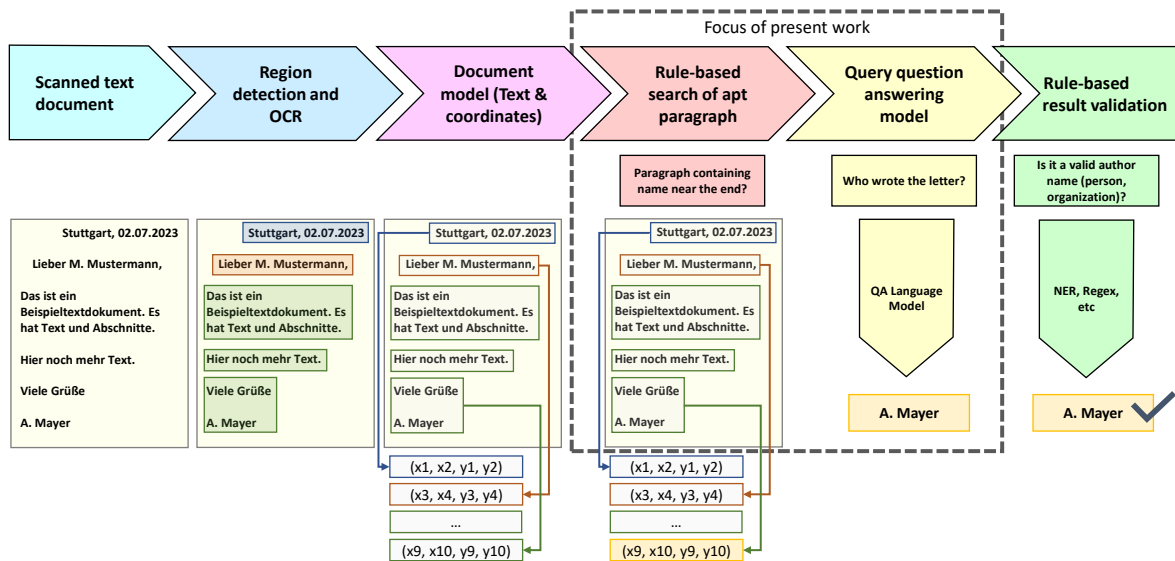 Focus of present work
Scanned text
document
Region
detection and
OCR
Document
model (Text &
coordinates)
Rule-based
search of apt
paragraph
Query question
answering
model
Rule-based
result validation
Paragraph containing
name near the end?
Who wrote the letter?
Is it a valid author
name (person,
organization)?
Stuttgart, 02.07.2023
Lieber M. Mustermann,
Das ist ein
Beispieltextdokument. Es
hat Text und Abschnitte.
Hier noch mehr Text.
Viele Grüße
A. Mayer
Stuttgart, 02.07.2023
Lieber M. Mustermann,
Das ist ein
Beispieltextdokument. Es
hat Text und Abschnitte.
Hier noch mehr Text.
Viele Grüße
A. Mayer
Stuttgart, 02.07.2023
Lieber M. Mustermann,
Das ist ein
Beispieltextdokument. Es
hat Text und Abschnitte.
Hier noch mehr Text.
Viele Grüße
A. Mayer
(x1, x2, y1, y2)
(x3, x4, y3, y4)
...
(x9, x10, y9, y10)
Stuttgart, 02.07.2023
Lieber M. Mustermann,
Das ist ein
Beispieltextdokument. Es
hat Text und Abschnitte.
Hier noch mehr Text.
Viele Grüße
A. Mayer
(x1, x2, y1, y2)
(x3, x4, y3, y4)
...
(x9, x10, y9, y10)
QA Language
Model
A. Mayer
NER, Regex,
etc
A. Mayer